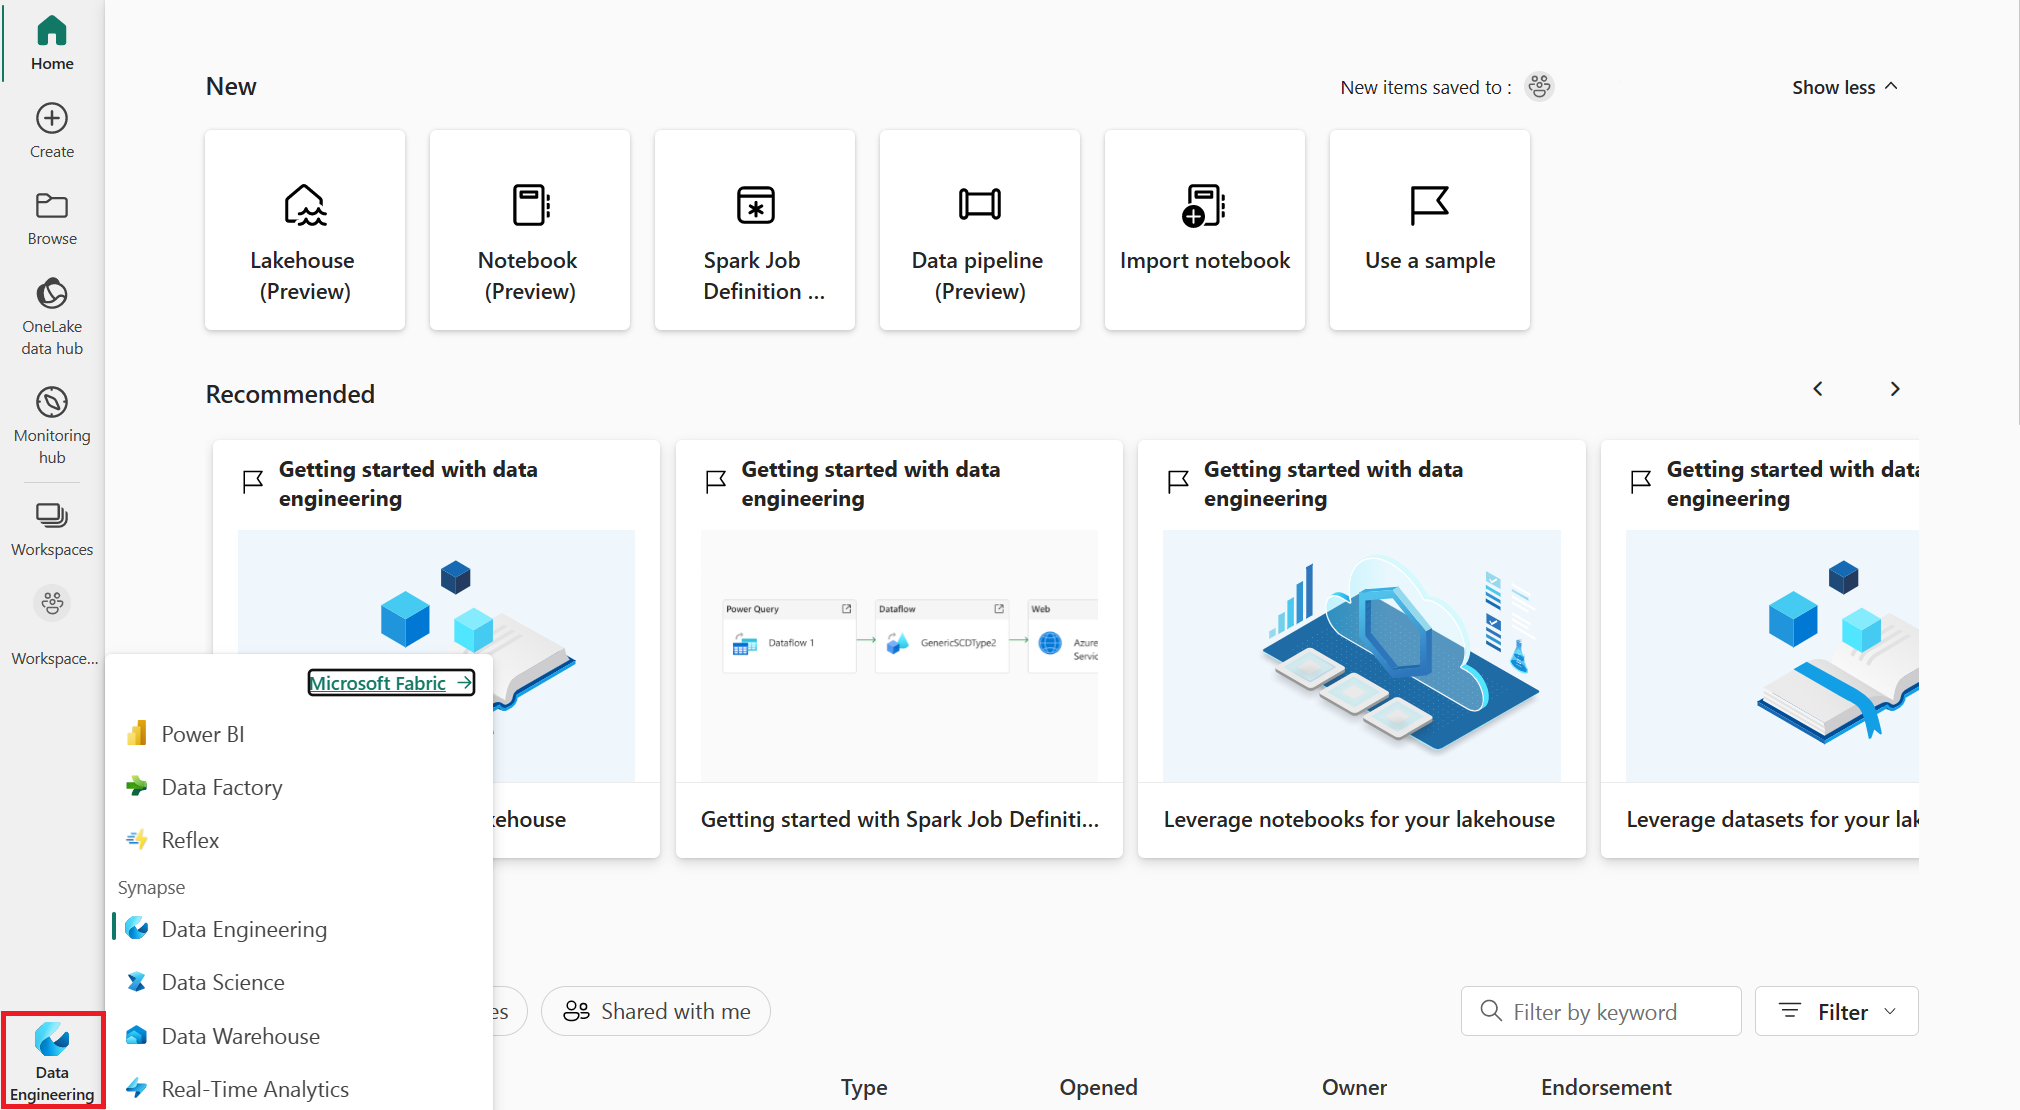 Home
Create
Browse
OneLake
data hub
Monitoring
hub
Workspaces
Workspace...
Data
Engineering
New
New items saved to :
Show less
Lakehouse
(Preview)
Notebook
(Preview)
Spark Job
Definition ...
Data pipeline
(Preview)
Import notebook
Use a sample
Recommended
Getting started with data
engineering
ehouse
Getting started with data
engineering
Power Query
Dataflow 1
Dataflow
GenericSCDType2
Web
Azure
Servic
Getting started with Spark Job Definiti...
Getting started with data
engineering
Leverage notebooks for your lakehouse
Getting started with data
engineering
Leverage datasets for your lak
Microsoft Fabric
Power BI
Data Factory
Reflex
Synapse
Data Engineering
Data Science
Data Warehouse
Real-Time Analytics
es
Shared with me
Filter by keyword
Filter
Type Opened Owner Endorsement